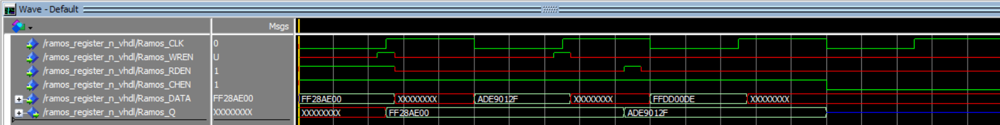 Wave - Default
Msgs
/ramos_register_n_vhdl/Ramos_CLK 0
/ramos_register_n_vhdl/Ramos_WREN U
/ramos_register_n_vhdl/Ramos_RDEN 1
/ramos_register_n_vhdl/Ramos_CHEN 1
/ramos_register_n_vhdl/Ramos_DATA FF28AE00 FF28AE00 XXXXXXXX ADE9012F XXXXXXXX FFDD00DE XXXXXXXX
/ramos_register_n_vhdl/Ramos_Q XXXXXXXX XXXXXXXX FF28AE00 ADE9012F